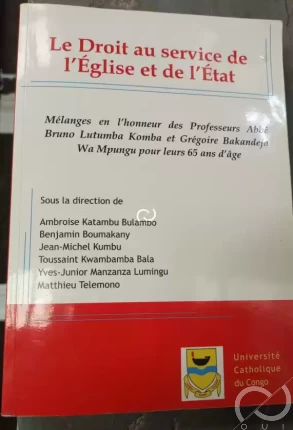 Le Droit au service de
l'Église et de l'État
Mélanges en l'honneur des Professeurs Abbé
Bruno Lutumba Komba et Grégoire Bakandeja
Wa Mpungu pour leurs 65 ans d'âge
Sous la direction de
Ambroise Katambu Bulambo
Benjamin Boumakany
Jean-Michel Kumbu
Toussaint Kwambamba Bala
Yves-Junior Manzanza Lumingu
Matthieu Telemono
Université
Catholique
du Congo
OUI